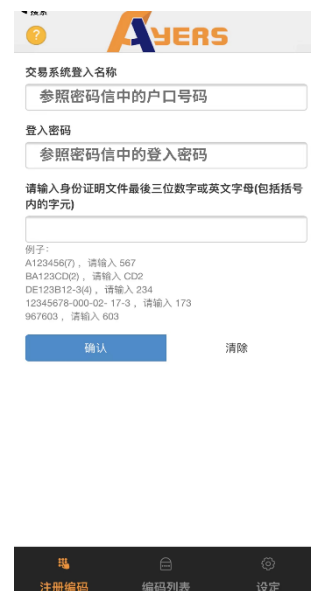 ◀ 搜索
AYERS
交易系统登入名称
参照密码信中的户口号码
登入密码
参照密码信中的登入密码
请输入身份证明文件最後三位数字或英文字母(包括括号
内的字元)
例子:
A123456(7) ,请输入 567
BA123CD(2) ,请输入 CD2
DE123B12-3(4) ,请输入 234
12345678-000-02- 17-3 ,请输入 173
967603 ,请输入 603
确认 清除
注册编码 编码列表 设定